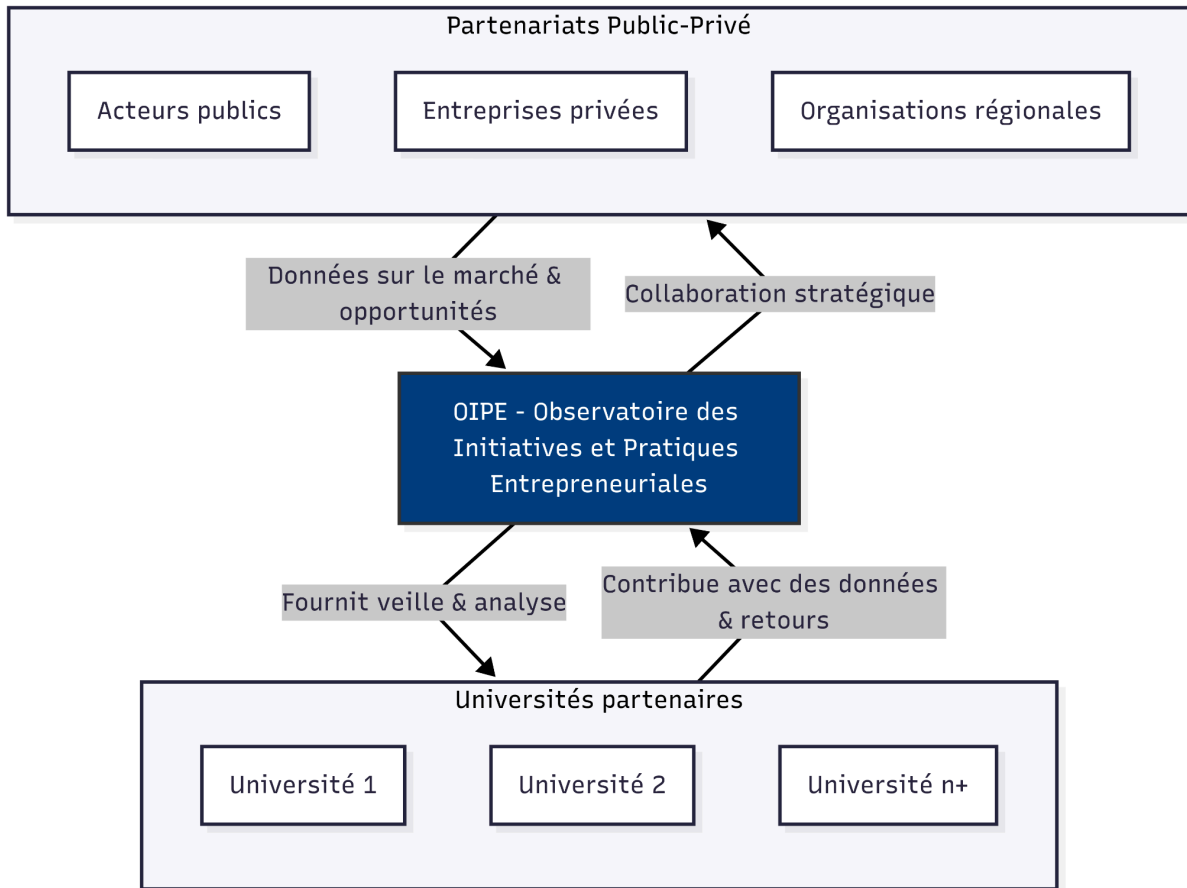 Partenariats Public-Privé
Acteurs publics
Entreprises privées
Organisations régionales
Données sur le marché &
opportunités
Collaboration stratégique
OIPE - Observatoire des
Initiatives et Pratiques
Entrepreneuriales
Fournit veille & analyse
Contribue avec des données
& retours
Universités partenaires
Université 1
Université 2
Université n+